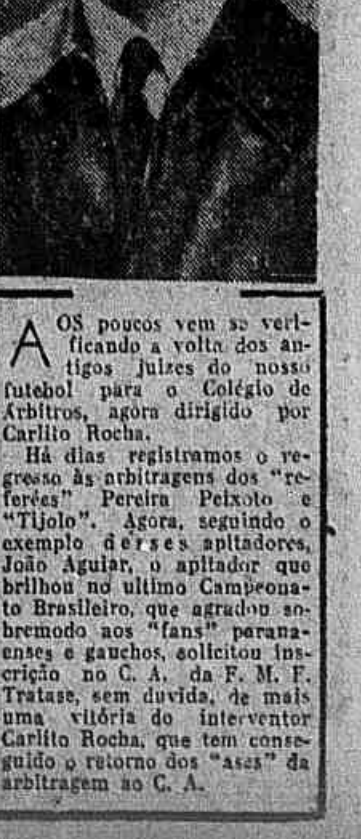 AOS poucos vem se veri-
ficando a volta dos an-
tigos juizes do nosso
futebol para o Colégio de
Arbitros, agora dirigido por
Carlito Rocha.
Há dias registramos o re-
gresso às arbitragens dos "re-
ferées" Pereira Peixoto e
"Tijolo". Agora, seguindo o
exemplo desses apitadores,
João Aguiar, o apitador que
brilhou no ultimo Campeona-
to Brasileiro, que agradou so-
bremodo aos "fans" parana-
enses e gauchos, solicitou ins-
crição no C. A. da F. M. F.
Tratase, sem duvida, de mais
uma vitória do interventor
Carlito Rocha, que tem conse-
guido o retorno dos "ases" da
arbitragem ao C. A.